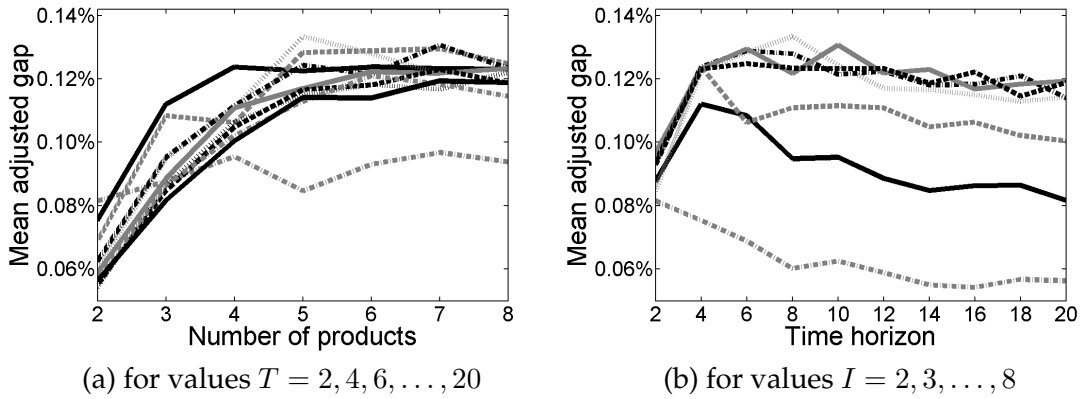 0.14%
0.12%
0.10%
0.08%
0.06%
Mean adjusted gap
2 3 4 5 6 7 8
Number of products
(a) for values T = 2, 4, 6, . . . , 20
0.14%
0.12%
0.10%
0.08%
0.06%
Mean adjusted gap
2 4 6 8 10 12 14 16 18 20
Time horizon
(b) for values I = 2, 3, . . . , 8